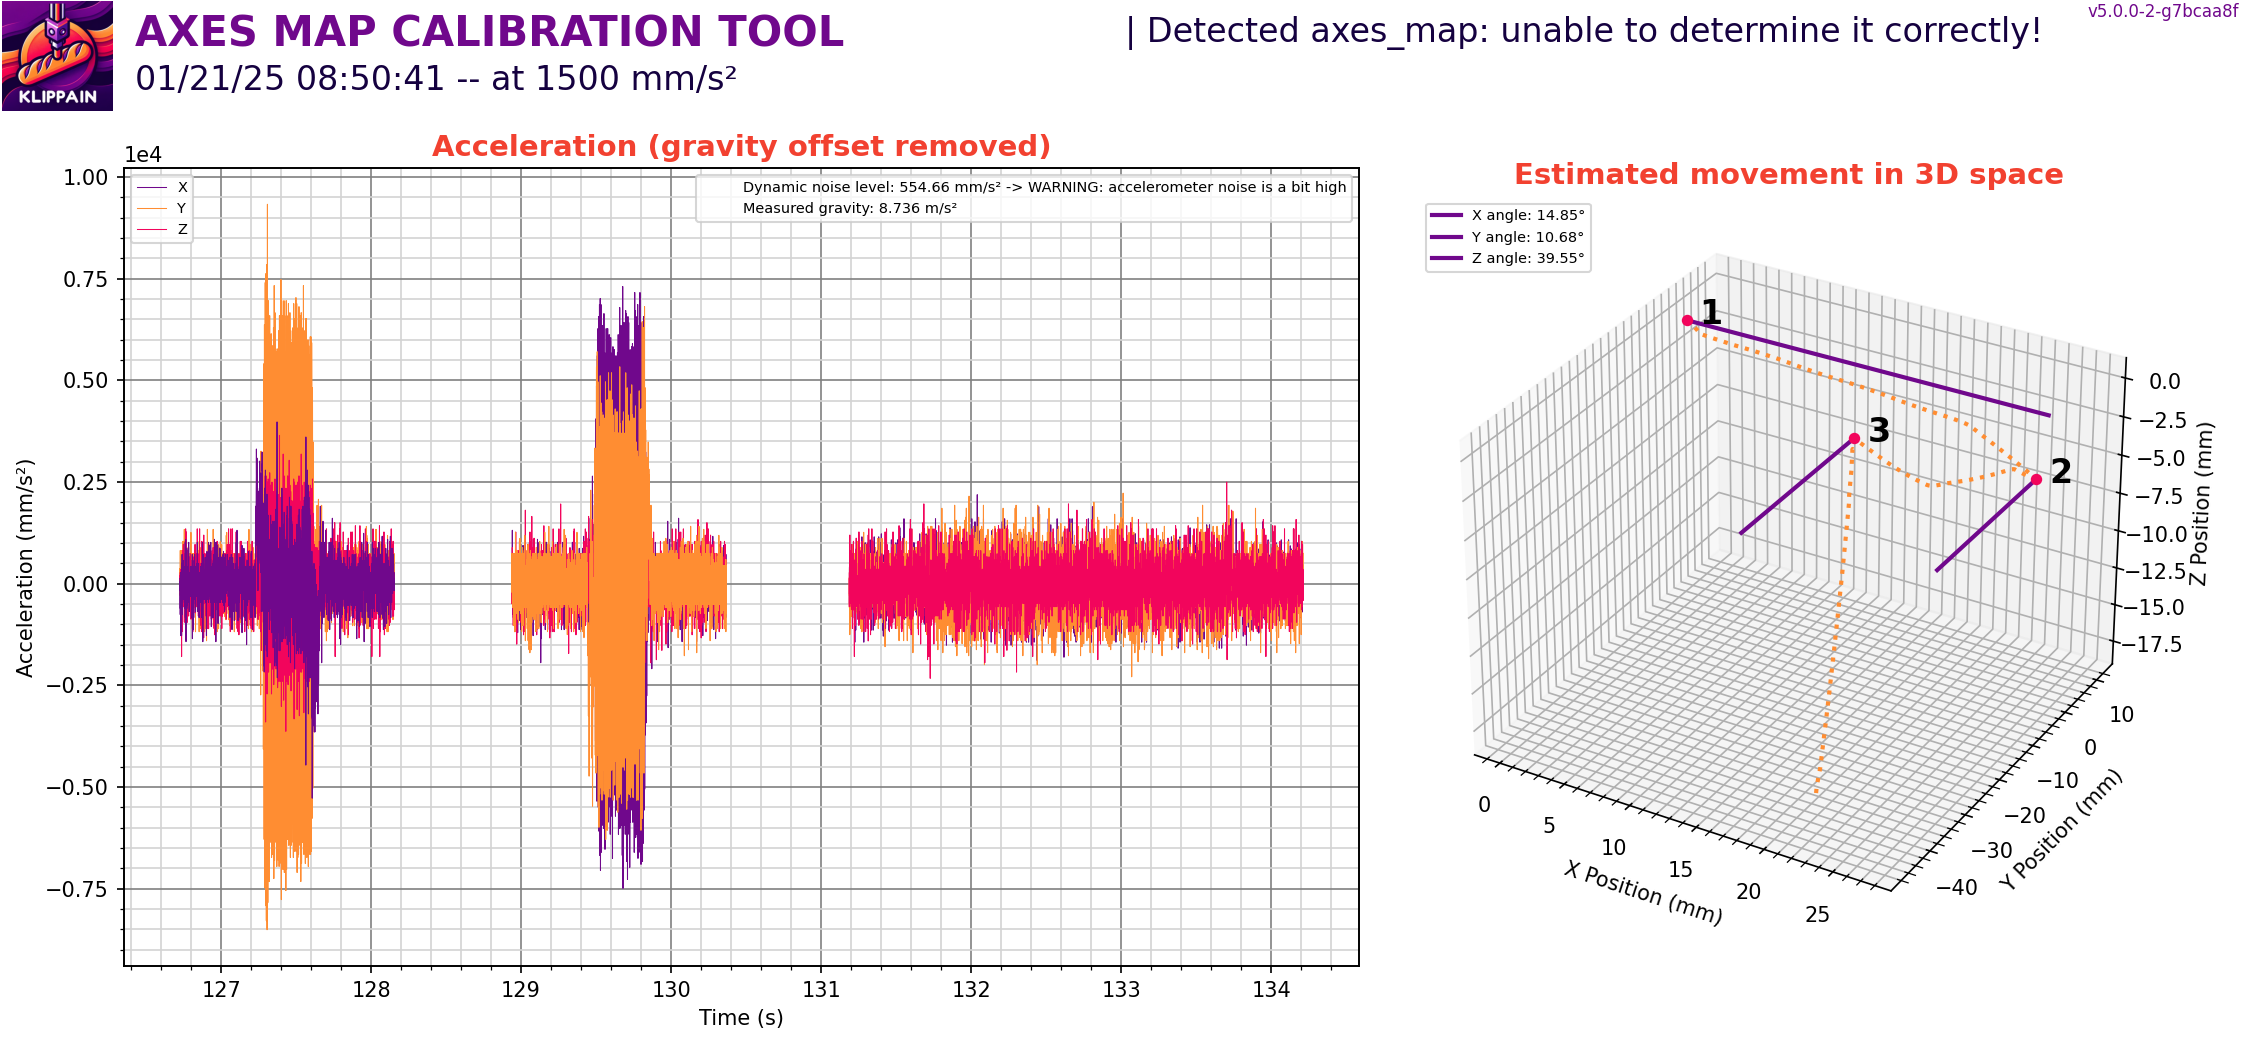 AXES MAP CALIBRATION TOOL
| Detected axes_map: unable to determine it correctly!
v5.0.0-2-g7bcaa8f
01/21/25 08:50:41 -- at 1500 mm/s²
KLIPPAIN
Acceleration (gravity offset removed)
1e4
X
Y
Z
Dynamic noise level: 554.66 mm/s² -> WARNING: accelerometer noise is a bit high
Measured gravity: 8.736 m/s²
1.00
0.75
0.50
0.25
0.00
−0.25
−0.50
−0.75
Acceleration (mm/s²)
127
128
129
130
131
132
133
134
Time (s)
Estimated movement in 3D space
X angle: 14.85°
Y angle: 10.68°
Z angle: 39.55°
1
3
2
0.0
−2.5
−5.0
−7.5
−10.0
−12.5
−15.0
−17.5
Z Position (mm)
10
0
−10
−20
−30
−40
Y Position (mm)
0
5
10
15
20
25
X Position (mm)